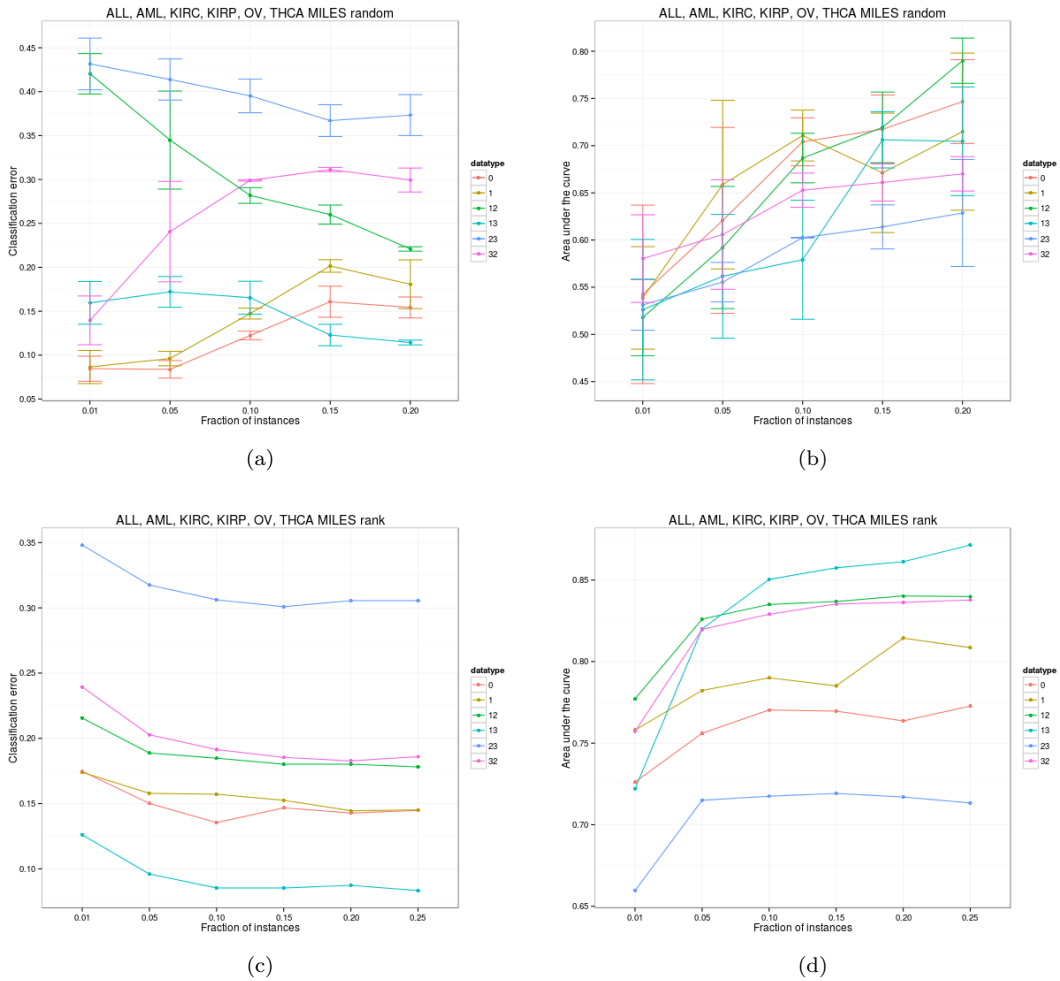 ALL, AML, KIRC, KIRP, OV, THCA MILES random
Classification error
0.45
0.40
0.35
0.30
0.25
0.20
0.15
0.10
0.05
0.01 0.05 0.10 0.15 0.20
Fraction of instances
datatype
0
1
12
13
23
32
(a)
ALL, AML, KIRC, KIRP, OV, THCA MILES random
Area under the curve
0.80
0.75
0.70
0.65
0.60
0.55
0.50
0.45
0.01 0.05 0.10 0.15 0.20
Fraction of instances
datatype
0
1
12
13
23
32
(b)
ALL, AML, KIRC, KIRP, OV, THCA MILES rank
Classification error
0.35
0.30
0.25
0.20
0.15
0.10
0.01 0.05 0.10 0.15 0.20 0.25
Fraction of instances
datatype
0
1
12
13
23
32
(c)
ALL, AML, KIRC, KIRP, OV, THCA MILES rank
Area under the curve
0.85
0.80
0.75
0.70
0.65
0.01 0.05 0.10 0.15 0.20 0.25
Fraction of instances
datatype
0
1
12
13
23
32
(d)